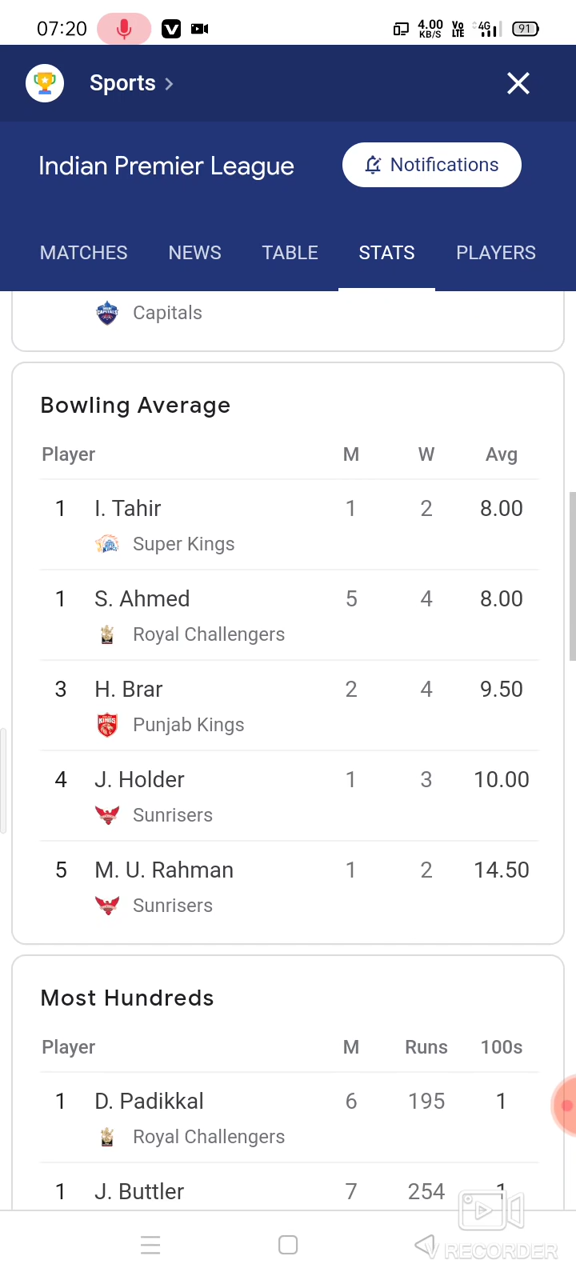 07:20 4.00 KB/S Vo LTE 4G 91
Sports
Indian Premier League Notifications
MATCHES NEWS TABLE STATS PLAYERS
Capitals
Bowling Average
Player M W Avg
1 I. Tahir 1 2 8.00
Super Kings
1 S. Ahmed 5 4 8.00
Royal Challengers
3 H. Brar 2 4 9.50
Punjab Kings
4 J. Holder 1 3 10.00
Sunrisers
5 M. U. Rahman 1 2 14.50
Sunrisers
Most Hundreds
Player M Runs 100s
1 D. Padikkal 6 195 1
Royal Challengers
1 J. Buttler 7 254 1
V RECORDER